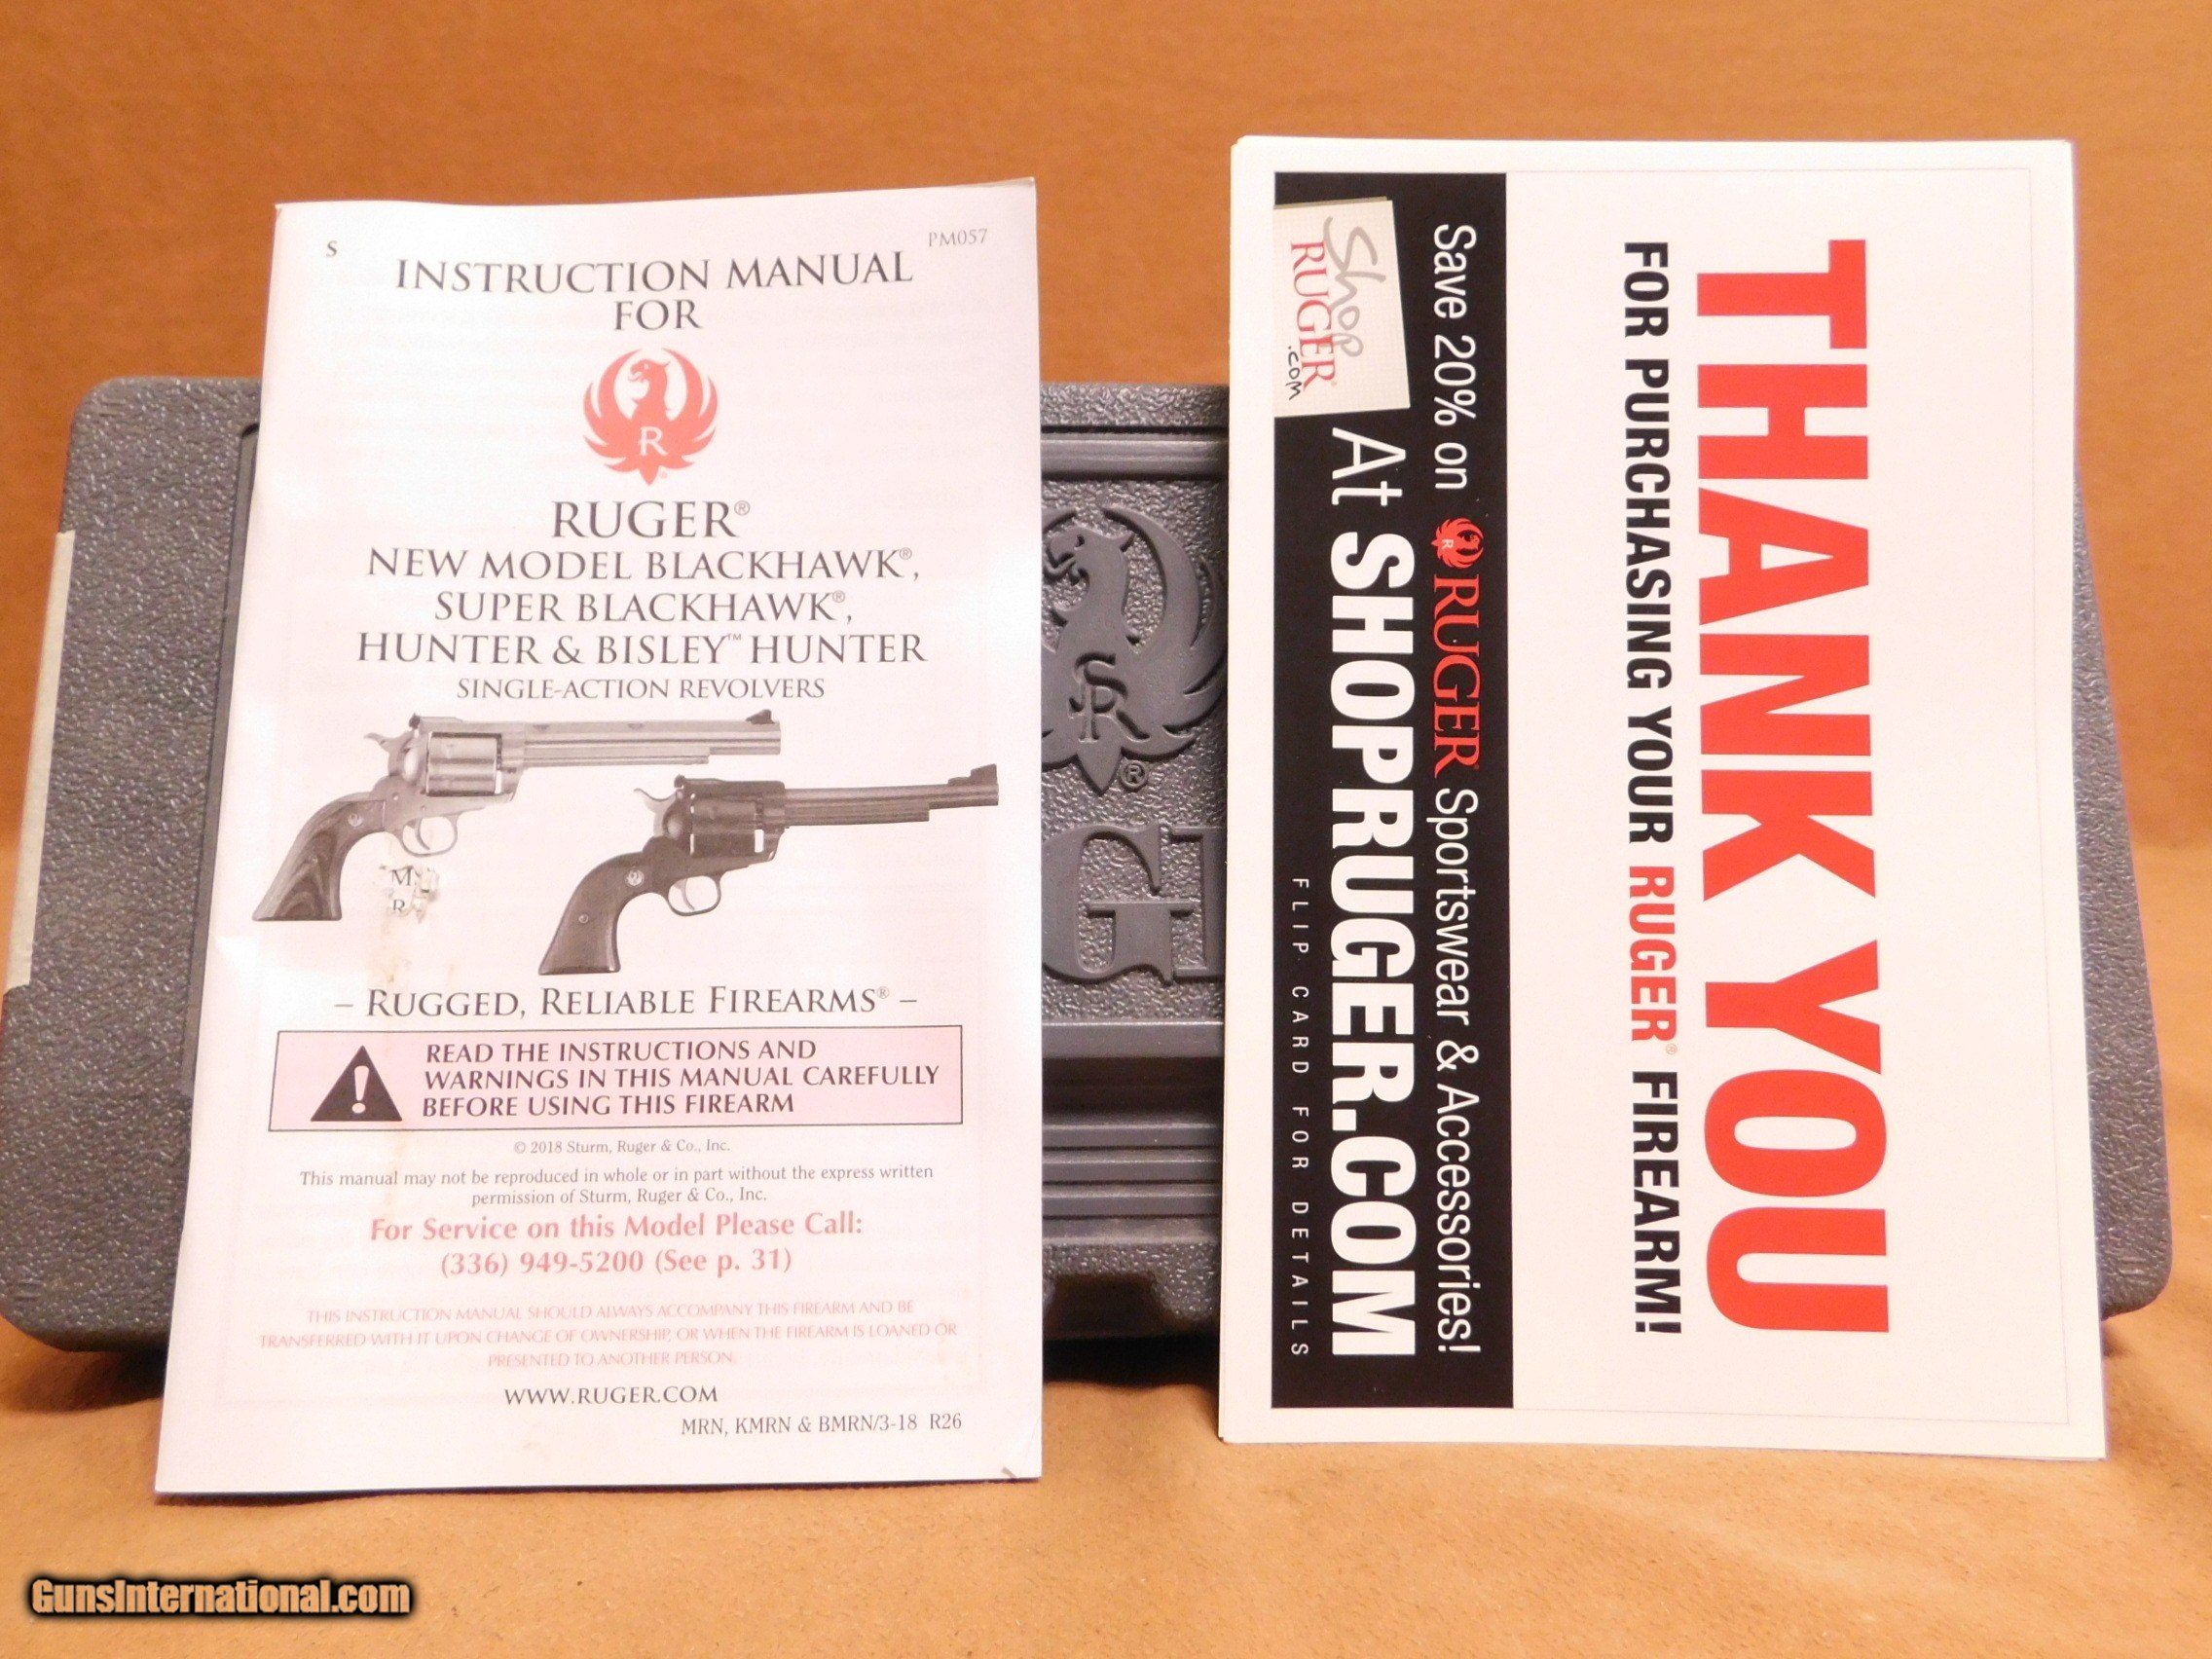 S
PM057
INSTRUCTION MANUAL
FOR
R
RUGER®
NEW MODEL BLACKHAWK®,
SUPER BLACKHAWK®,
HUNTER & BISLEY™ HUNTER
SINGLE-ACTION REVOLVERS
M
R
– RUGGED, RELIABLE FIREARMS® –
READ THE INSTRUCTIONS AND
WARNINGS IN THIS MANUAL CAREFULLY
BEFORE USING THIS FIREARM
© 2018 Sturm, Ruger & Co., Inc.
This manual may not be reproduced in whole or in part without the express written
permission of Sturm, Ruger & Co., Inc.
For Service on this Model Please Call:
(336) 949-5200 (See p. 31)
THIS INSTRUCTION MANUAL SHOULD ALWAYS ACCOMPANY THIS FIREARM AND BE
TRANSFERRED WITH IT UPON CHANGE OF OWNERSHIP, OR WHEN THE FIREARM IS LOANED OR
PRESENTED TO ANOTHER PERSON.
WWW.RUGER.COM
MRN, KMRN & BMRN/3-18 R26
SR®
THANK YOU
FOR PURCHASING YOUR RUGER® FIREARM!
Save 20% on RUGER® Sportswear & Accessories!
At SHOPRUGER.COM
Shop
RUGER®
.com
FLIP CARD FOR DETAILS
GunsInternational.com